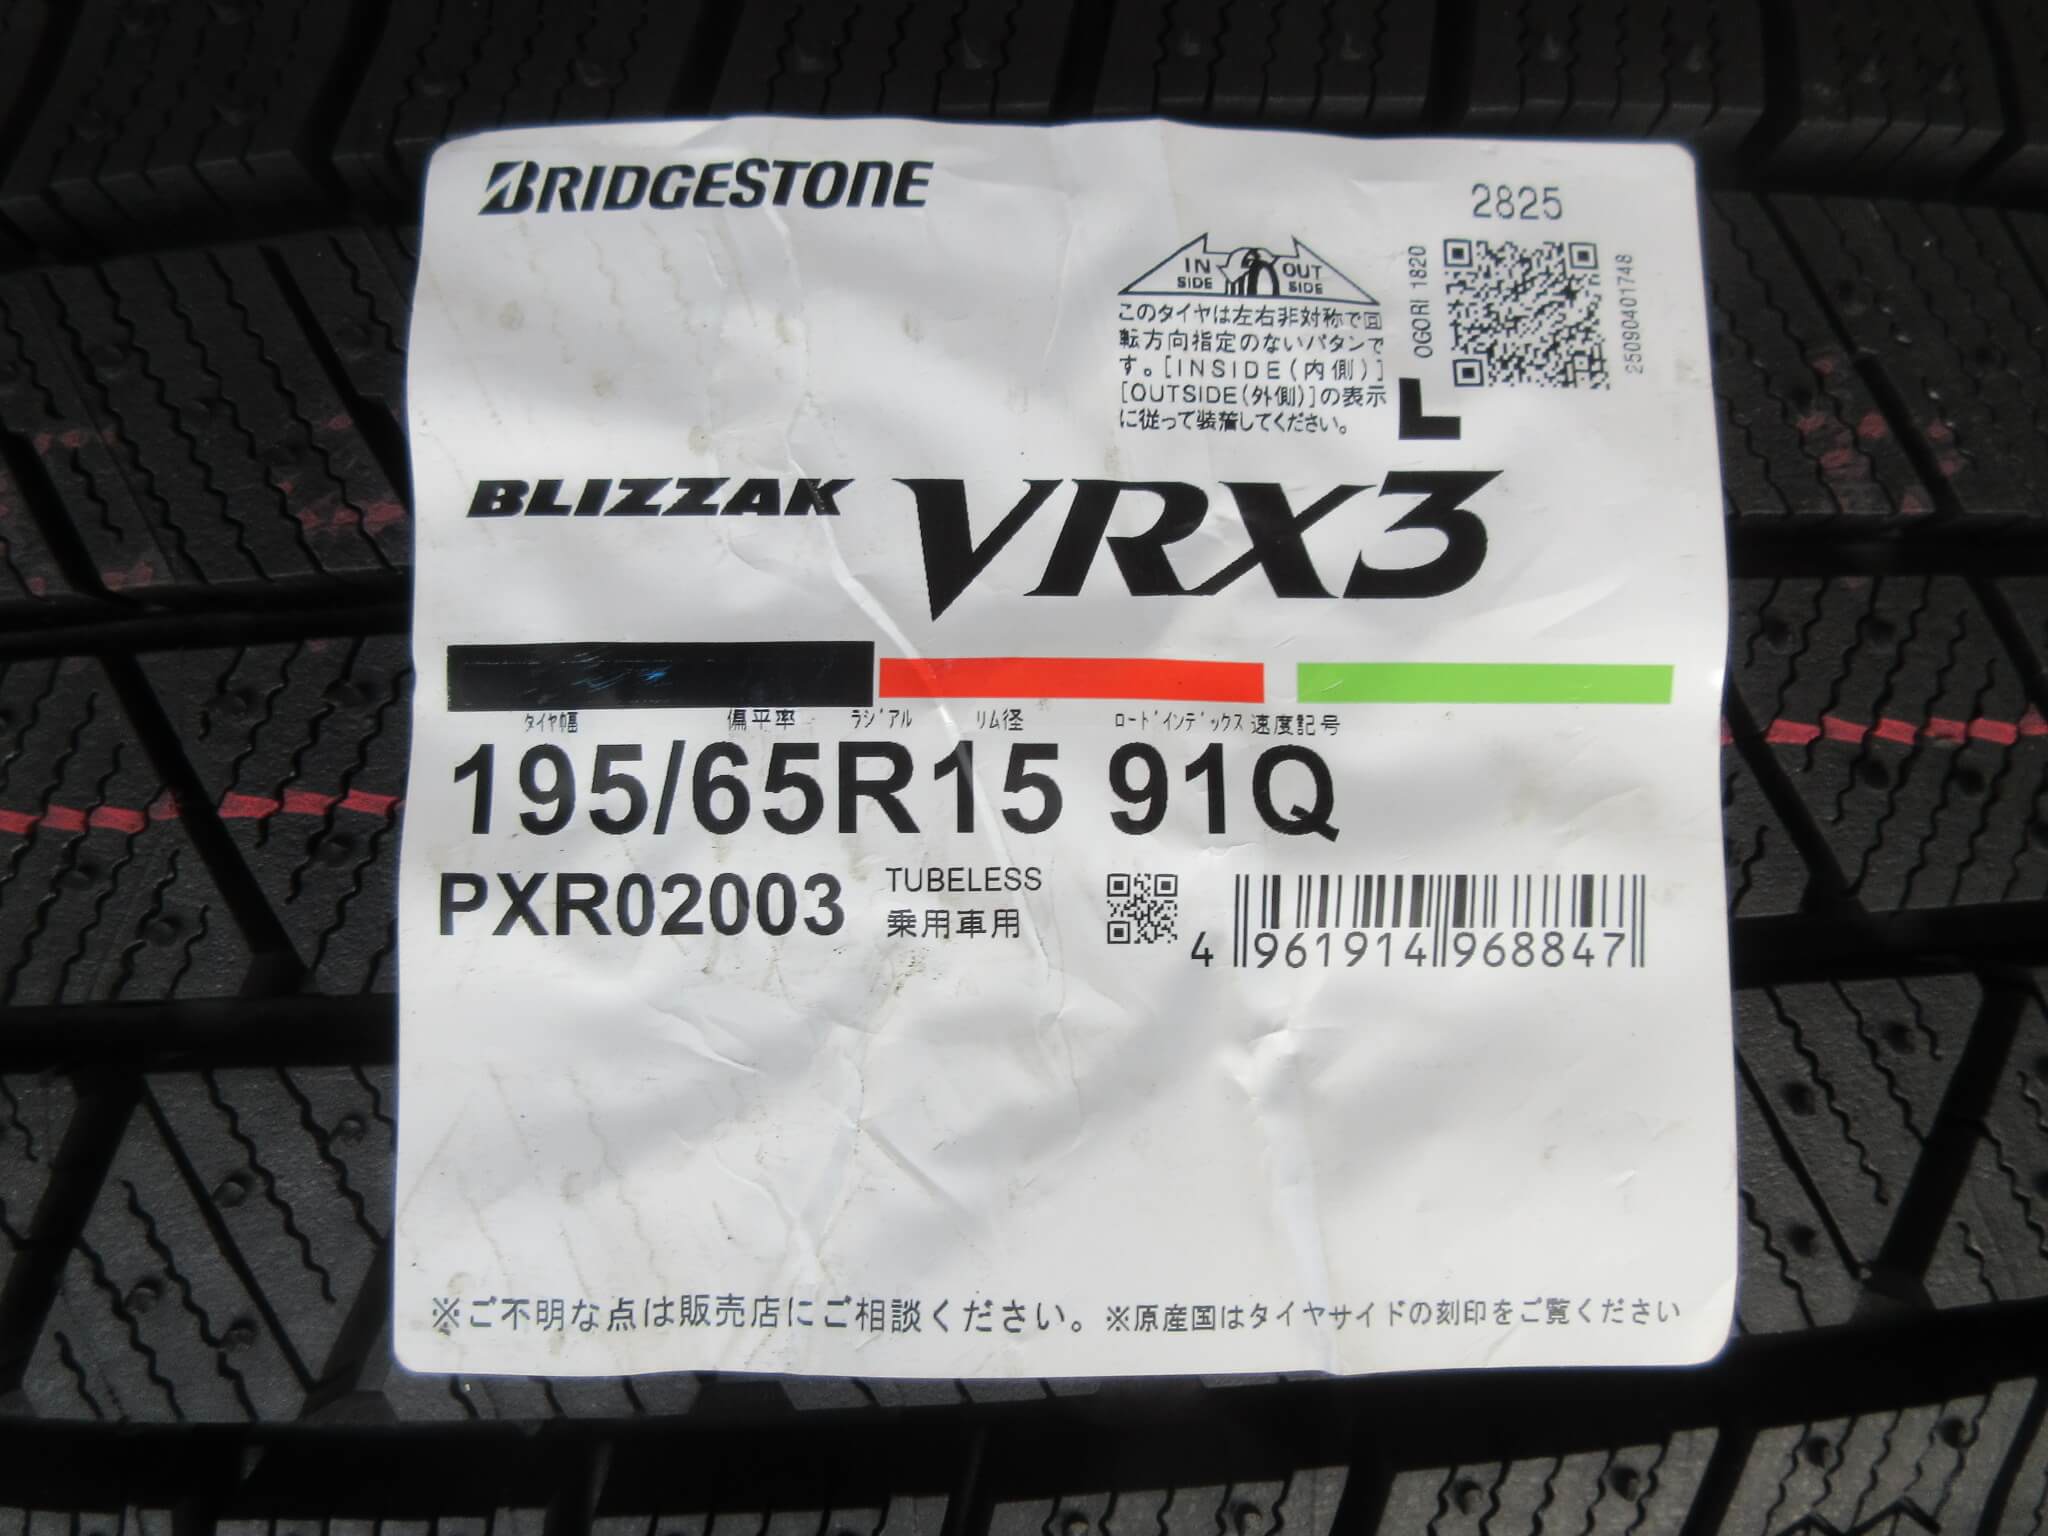 BRIDGESTONE
2825
IN SIDE OUT SIDE
OGORI 1820
25090401748
このタイヤは左右非対称で回
転方向指定のないパタンで
す。[INSIDE(内側)]
[OUTSIDE(外側)]の表示
に従って装着してください。
L
BLIZZAK VRX3
タイヤ幅 偏平率 ラジアル リム径 ロードインデックス 速度記号
195/65R15 91Q
PXR02003
TUBELESS
乗用車用
4 961914 968847
※ご不明な点は販売店にご相談ください。 ※原産国はタイヤサイドの刻印をご覧ください